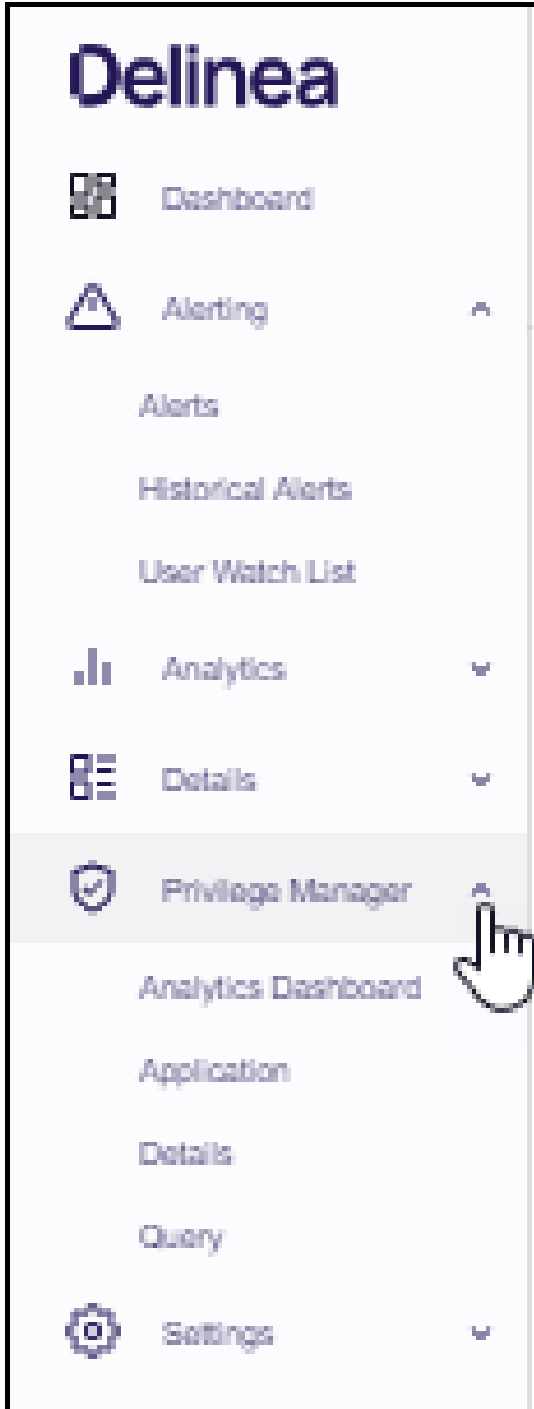 Delinea
Dashboard
Alerting
Alerts
Historical Alerts
User Watch List
Analytics
Details
Privilege Manager
Analytics Dashboard
Application
Details
Query
Settings